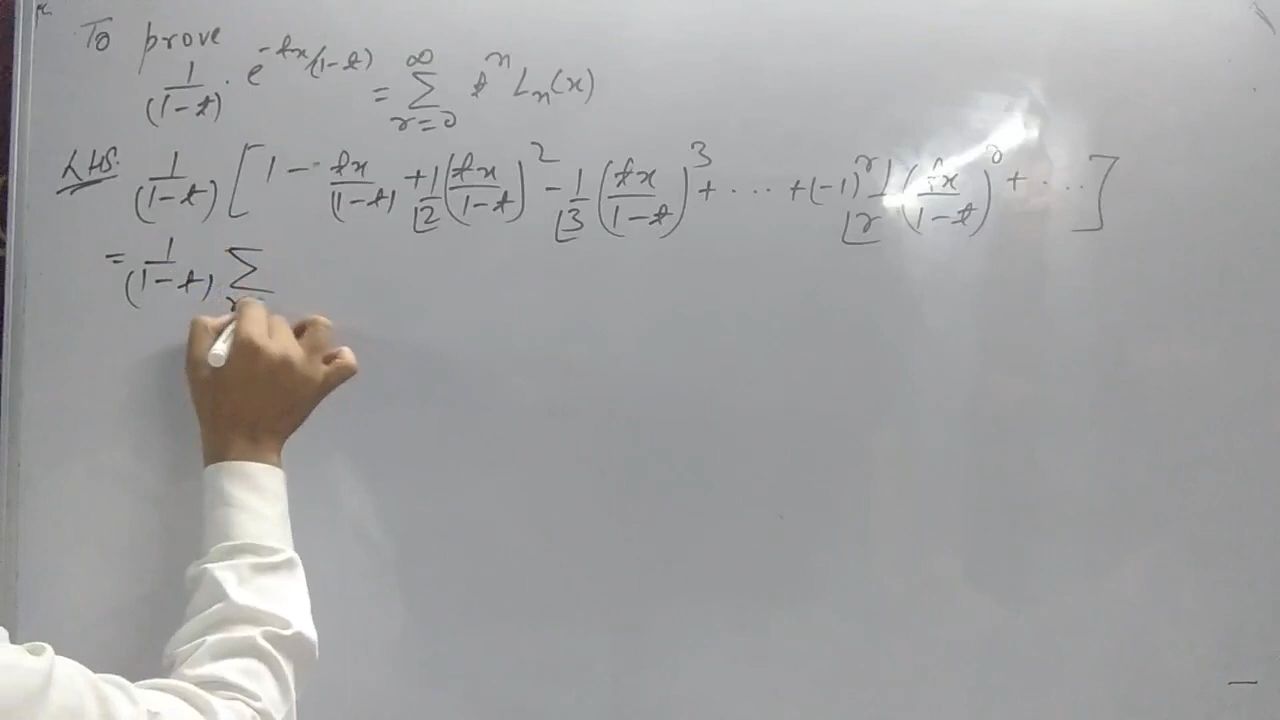 To prove
1/(1-t) · e^{-tx/(1-t)} = ∑_{r=0}^{∞} t^n L_n(x)
LHS. 1/(1-t) [1 - tx/(1-t) + 1/⌊2 (tx/1-t)^2 - 1/⌊3 (tx/1-t)^3 + ... + (-1)^r 1/⌊r (tx/1-t)^r + ...]
= 1/(1-t) ∑